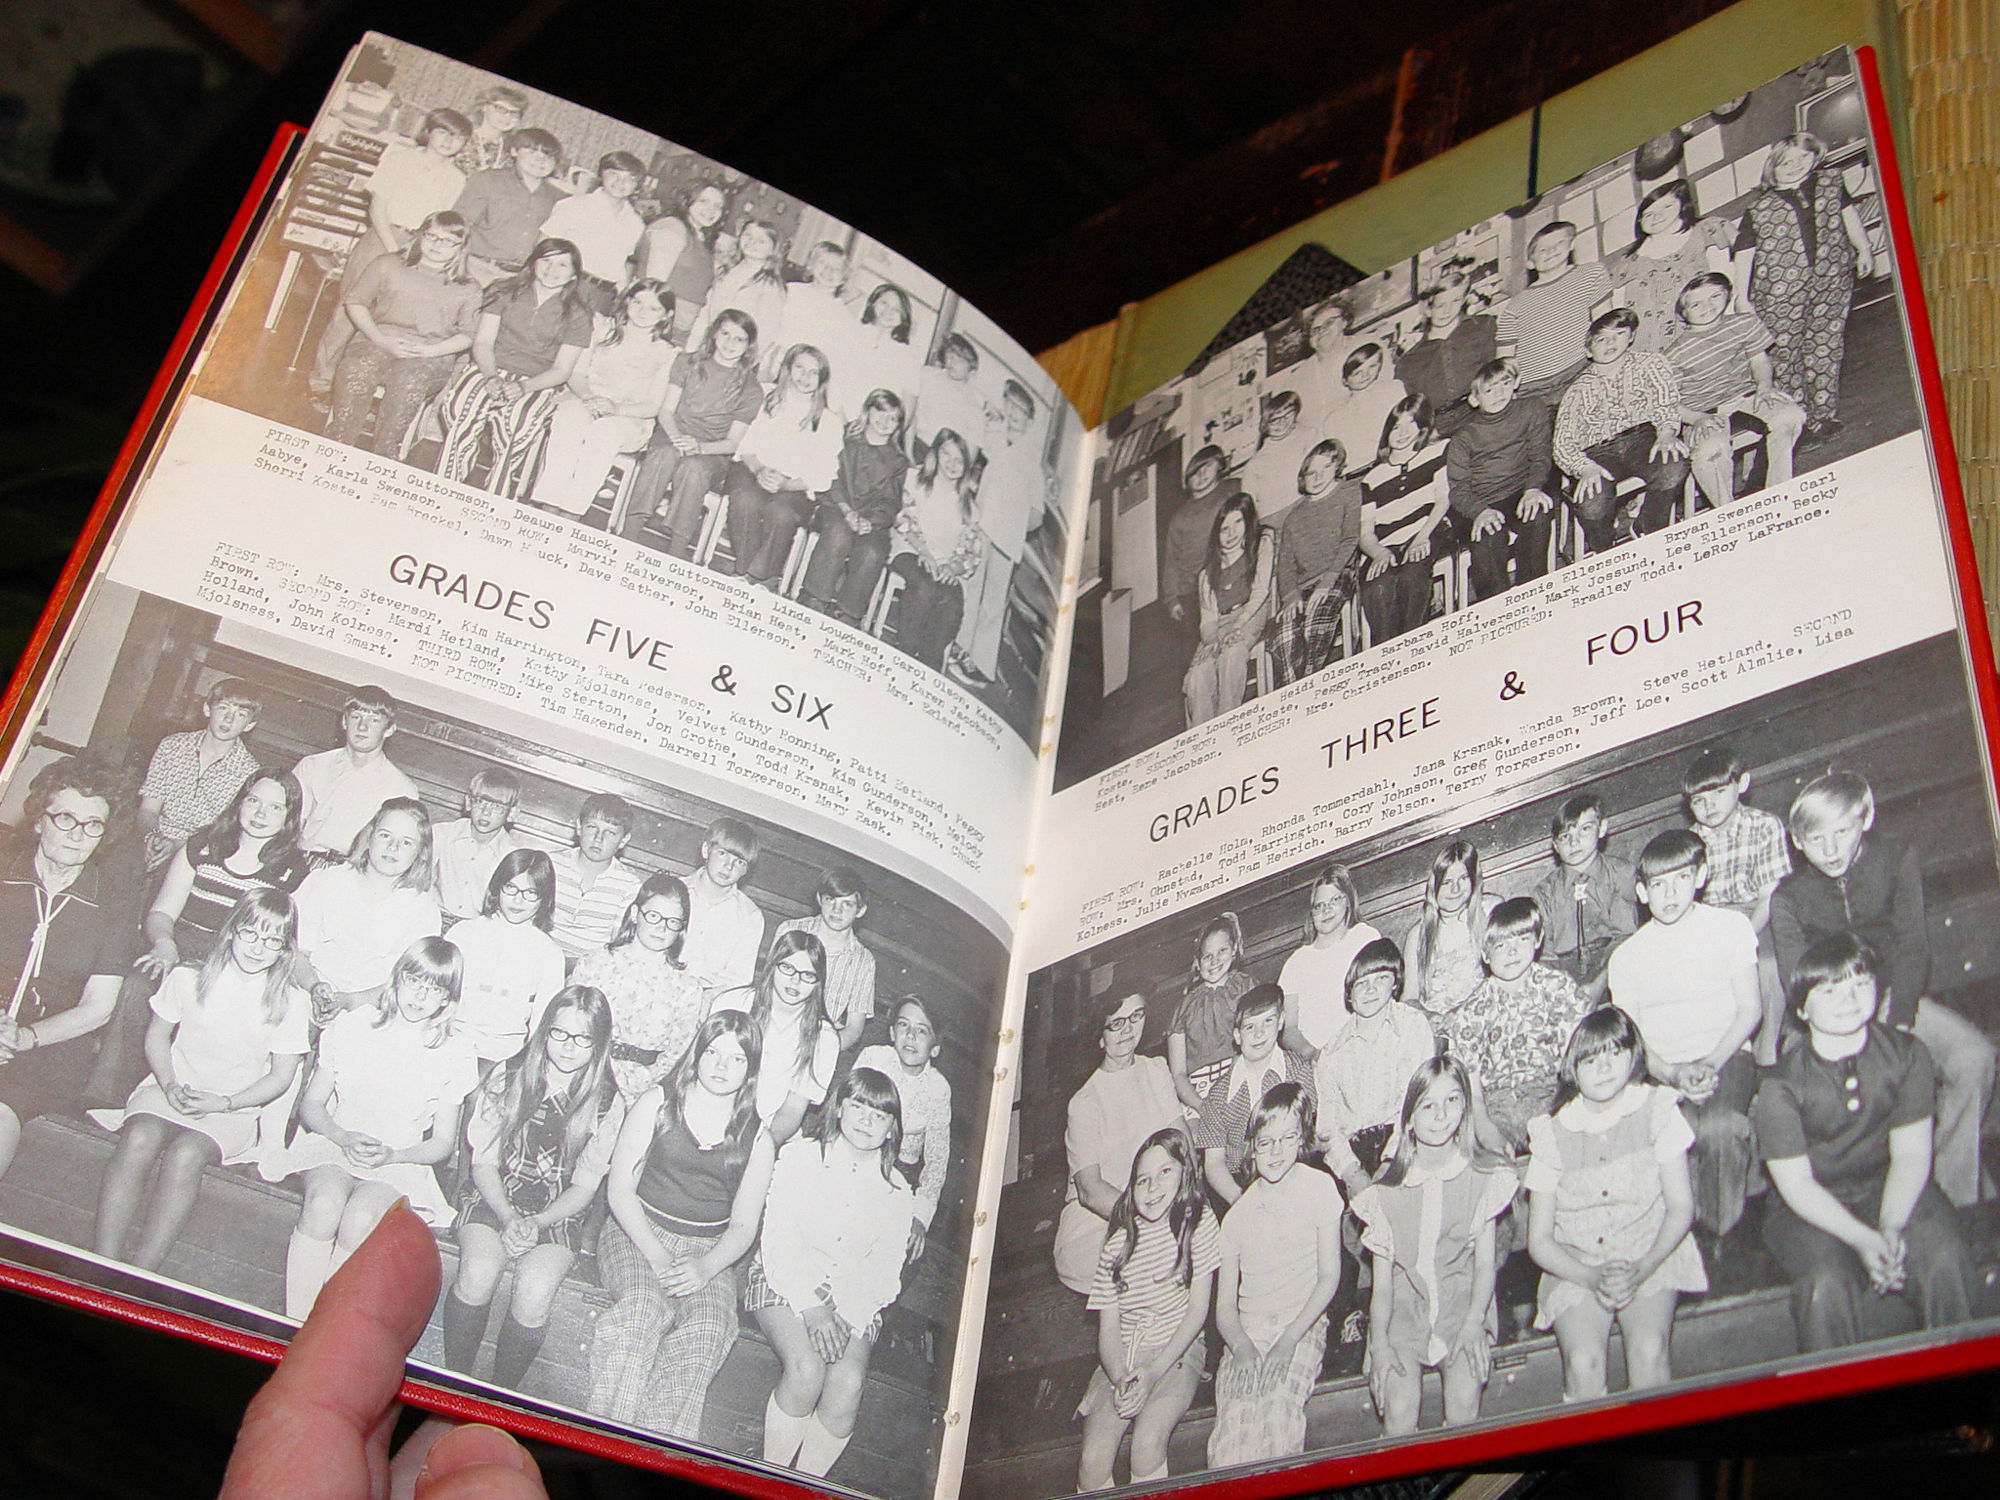 Highlights
FIRST ROW: Lori Guttormson, Deaune Hauck, Pam Guttormson, Linda Lougheed, Carol Olson, Kathy
Aabye, Karla Swenson. SECOND ROW: Marvin Halverson, Brian Heat, Mark Hoff, Karen Jacobson,
Sherri Koste. Pam Breckel, Dawn Hauck, Dave Sather, John Ellenson. TEACHER: Mrs. Egland.
GRADES FIVE & SIX
FIRST ROW: Mrs. Stevenson, Kim Harrington, Tara Pederson, Kathy Ronning, Patti Hetland, Peggy
Brown. SECOND ROW: Mardi Hetland, Kathy Mjolsness, Velvet Gunderson, Kim Gunderson, Melody
Holland, John Kolness. THIRD ROW: Mike Sterton, Jon Grothe, Todd Krsnak, Kevin Risk, Chuck
Mjolsness, David Smart. NOT PICTURED: Tim Hagenden, Darrell Torgerson, Mary Rask.
FIRST ROW: Jean Lougheed, Heidi Olson, Barbara Hoff, Ronnie Ellenson, Bryan Swenson, Carl
Koste. SECOND ROW: Tim Koste, Peggy Tracy, David Halverson, Mark Jossund, Lee Ellenson, Becky
Heat, Rene Jacobson. TEACHER: Mrs. Christenson. NOT PICTURED: Bradley Todd, LeRoy LaFrance.
GRADES THREE & FOUR
FIRST ROW: Rachelle Holm, Rhonda Tommerdahl, Jana Krsnak, Wanda Brown, Steve Hetland. SECOND
ROW: Mrs. Ohnstad, Todd Harrington, Cory Johnson, Greg Gunderson, Jeff Loe, Scott Almlie, Lisa
Kolness. Julie Nygaard. Pam Hedrich. Barry Nelson. Terry Torgerson.